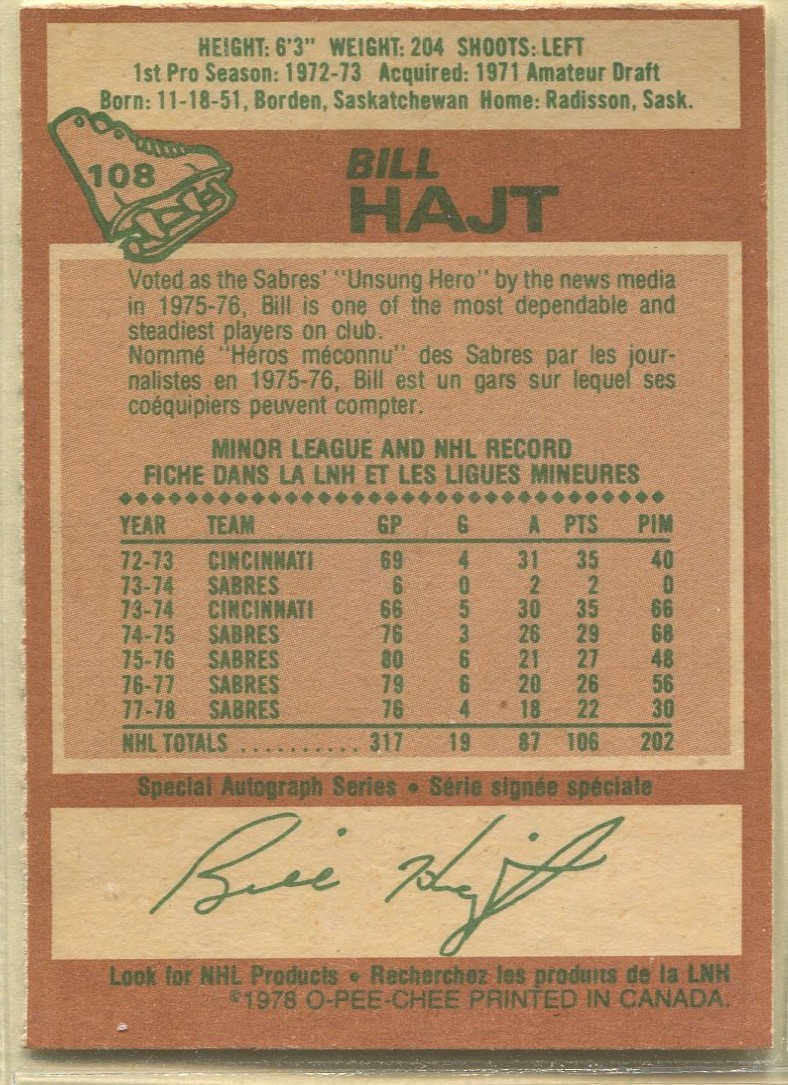 HEIGHT: 6'3" WEIGHT: 204 SHOOTS: LEFT
1st Pro Season: 1972-73 Acquired: 1971 Amateur Draft
Born: 11-18-51, Borden, Saskatchewan Home: Radisson, Sask.
108
BILL
HAJT
Voted as the Sabres' "Unsung Hero" by the news media
in 1975-76, Bill is one of the most dependable and
steadiest players on club.
Nommé "Héros méconnu" des Sabres par les jour-
nalistes en 1975-76, Bill est un gars sur lequel ses
coéquipiers peuvent compter.
MINOR LEAGUE AND NHL RECORD
FICHE DANS LA LNH ET LES LIGUES MINEURES
YEAR TEAM GP G A PTS PIM
72-73 CINCINNATI 69 4 31 35 40
73-74 SABRES 6 0 2 2 0
73-74 CINCINNATI 66 5 30 35 66
74-75 SABRES 76 3 26 29 68
75-76 SABRES 80 6 21 27 48
76-77 SABRES 79 6 20 26 56
77-78 SABRES 76 4 18 22 30
NHL TOTALS .......... 317 19 87 106 202
Special Autograph Series • Série signée spéciale
Bill Hajt
Look for NHL Products • Recherchez les produits de la LNH
©1978 O-PEE-CHEE PRINTED IN CANADA.